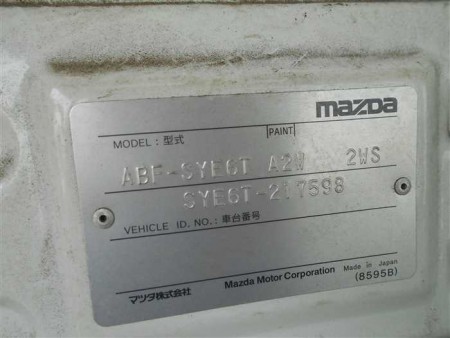 mazda
MODEL : 型式 PAINT
ABF-SYE6T A2W 2WS
SYE6T-217598
VEHICLE ID. NO. : 車台番号
マツダ株式会社 Mazda Motor Corporation Made in Japan
(8595B)